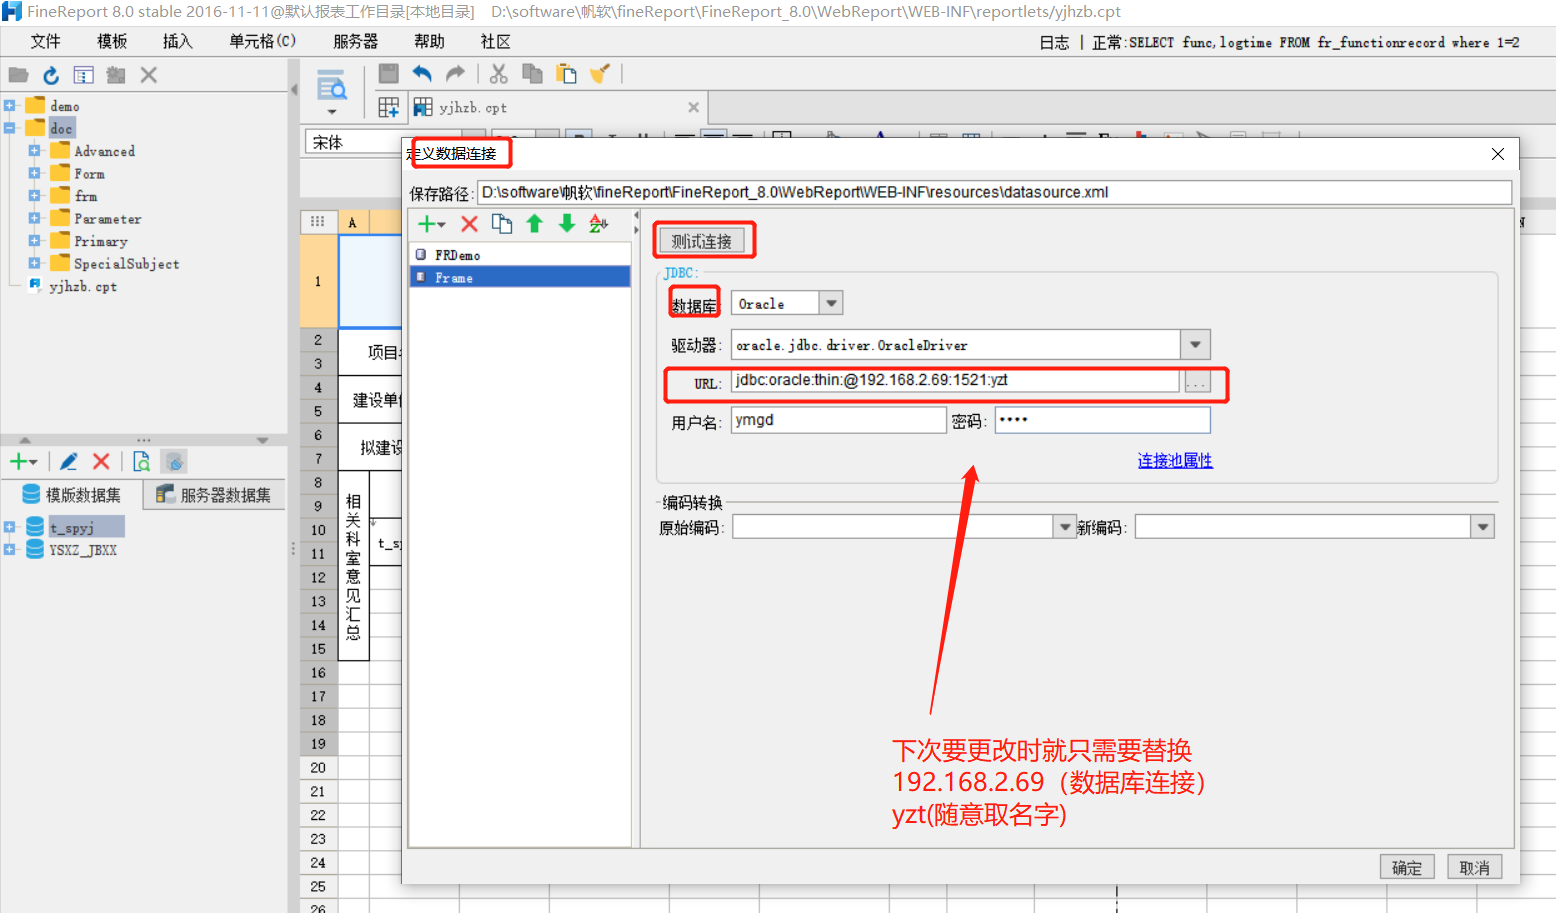 FineReport 8.0 stable 2016-11-11@默认报表工作目录[本地目录] D:\software\帆软\fineReport\FineReport_8.0\WebReport\WEB-INF\reportlets/yjhzb.cpt
文件 模板 插入 单元格(C) 服务器 帮助 社区 日志 | 正常:SELECT func,logtime FROM fr_functionrecord where 1=2
yjhzb.cpt
宋体
demo
doc
Advanced
Form
frm
Parameter
Primary
SpecialSubject
yjhzb.cpt
模版数据集 服务器数据集
t_spyj
YSXZ_JBXX
A
1
2
3
4
5
6
7
8
9
10
11
12
13
14
15
16
17
18
19
20
21
22
23
24
25
26
项目
建设单
拟建设
相关科室意见汇总
定义数据连接
保存路径: D:\software\帆软\fineReport\FineReport_8.0\WebReport\WEB-INF\resources\datasource.xml
FRDemo
Frame
测试连接
JDBC:
数据库: Oracle
驱动器: oracle.jdbc.driver.OracleDriver
URL: jdbc:oracle:thin:@192.168.2.69:1521:yzt ...
用户名: ymgd 密码: ••••
连接池属性
编码转换
原始编码: 新编码:
下次要更改时就只需要替换
192.168.2.69（数据库连接）
yzt(随意取名字)
确定 取消